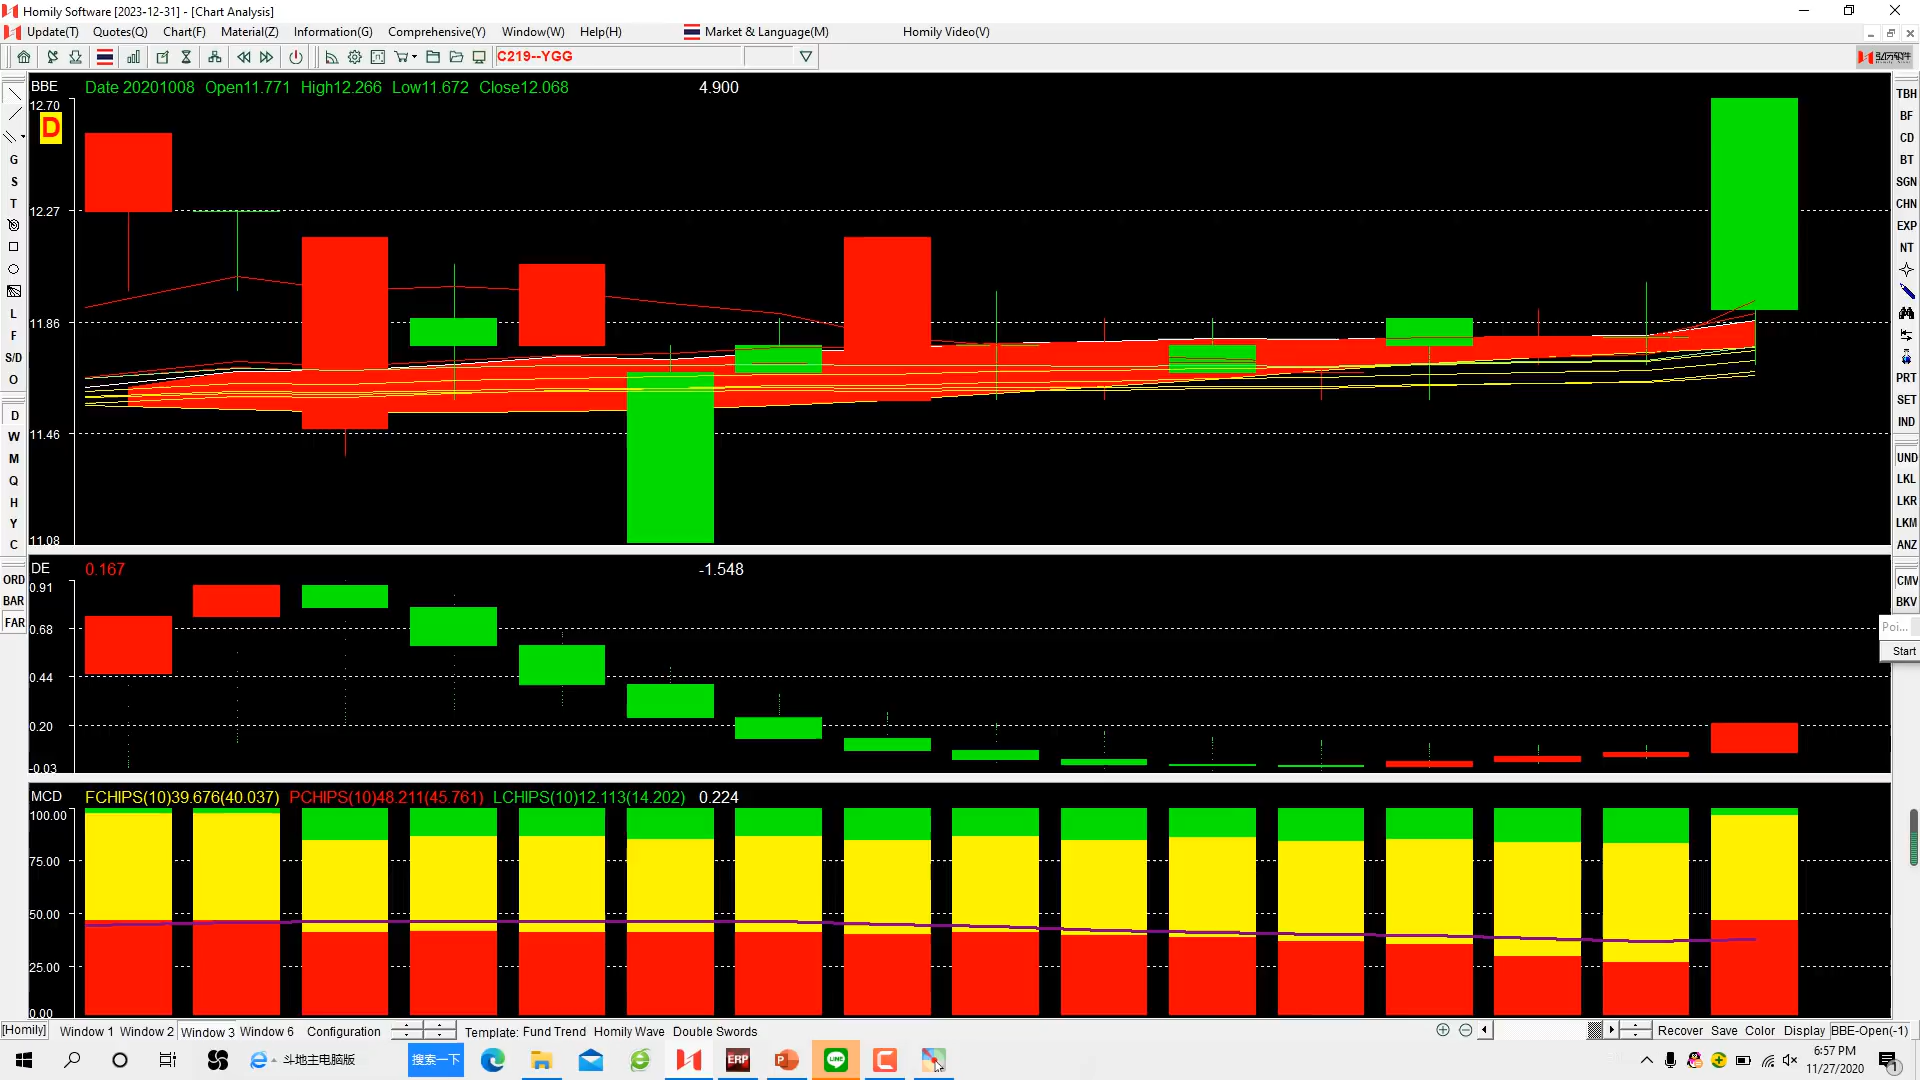 Homily Software [2023-12-31] - [Chart Analysis]
Update(T) Quotes(Q) Chart(F) Material(Z) Information(G) Comprehensive(Y) Window(W) Help(H) Market & Language(M) Homily Video(V)
C219--YGG
BBE Date 20201008 Open11.771 High12.266 Low11.672 Close12.068 4.900
12.70
D
12.27
11.86
11.46
11.08
DE 0.167 -1.548
0.91
0.68
0.44
0.20
-0.03
MCD FCHIPS(10)39.676(40.037) PCHIPS(10)48.211(45.761) LCHIPS(10)12.113(14.202) 0.224
100.00
75.00
50.00
25.00
0.00
G
S
T
L
F
S/D
O
D
W
M
Q
H
Y
C
ORD
BAR
FAR
TBH
BF
CD
BT
SGN
CHN
EXP
NT
PRT
SET
IND
UND
LKL
LKR
LKM
ANZ
CMV
BKV
Poi...
Start
[Homily] Window 1 Window 2 Window 3 Window 6 Configuration Template: Fund Trend Homily Wave Double Swords Recover Save Color Display BBE-Open(-1)
斗地主电脑版 搜索一下 ERP LINE 6:57 PM
11/27/2020
1